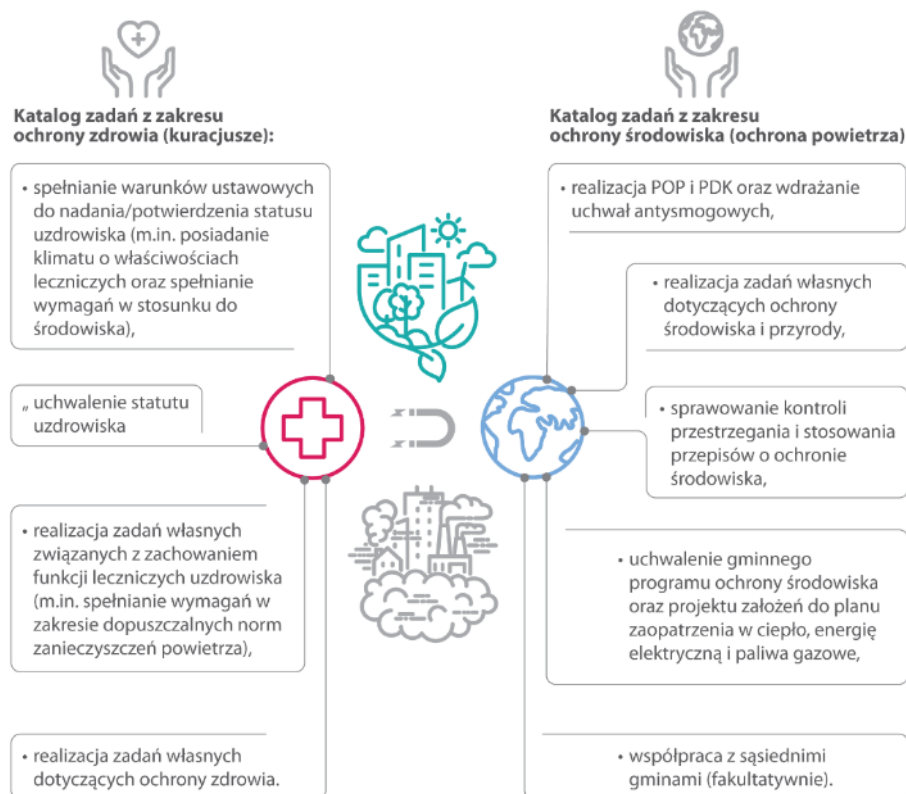 Katalog zadań z zakresu
ochrony zdrowia (kuracjusze):
• spełnianie warunków ustawowych
do nadania/potwierdzenia statusu
uzdrowiska (m.in. posiadanie
klimatu o właściwościach
leczniczych oraz spełnianie
wymagań w stosunku do
środowiska),
„ uchwalenie statutu
uzdrowiska
• realizacja zadań własnych
związanych z zachowaniem
funkcji leczniczych uzdrowiska
(m.in. spełnianie wymagań w
zakresie dopuszczalnych norm
zanieczyszczeń powietrza),
• realizacja zadań własnych
dotyczących ochrony zdrowia.
Katalog zadań z zakresu
ochrony środowiska (ochrona powietrza)
• realizacja POP i PDK oraz wdrażanie
uchwał antysmogowych,
• realizacja zadań własnych
dotyczących ochrony
środowiska i przyrody,
• sprawowanie kontroli
przestrzegania i stosowania
przepisów o ochronie
środowiska,
• uchwalenie gminnego
programu ochrony środowiska
oraz projektu założeń do planu
zaopatrzenia w ciepło, energię
elektryczną i paliwa gazowe,
• współpraca z sąsiednimi
gminami (fakultatywnie).